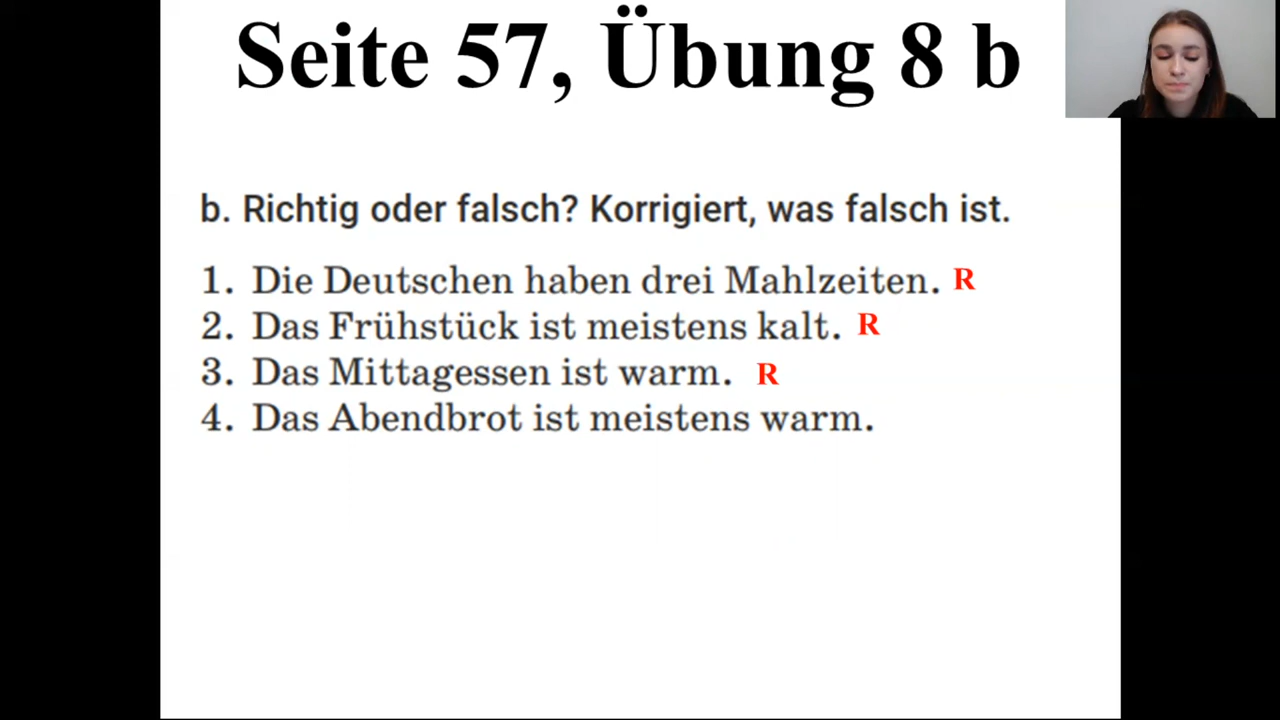 Seite 57, Übung 8 b
b. Richtig oder falsch? Korrigiert, was falsch ist.
1. Die Deutschen haben drei Mahlzeiten. R
2. Das Frühstück ist meistens kalt. R
3. Das Mittagessen ist warm. R
4. Das Abendbrot ist meistens warm.